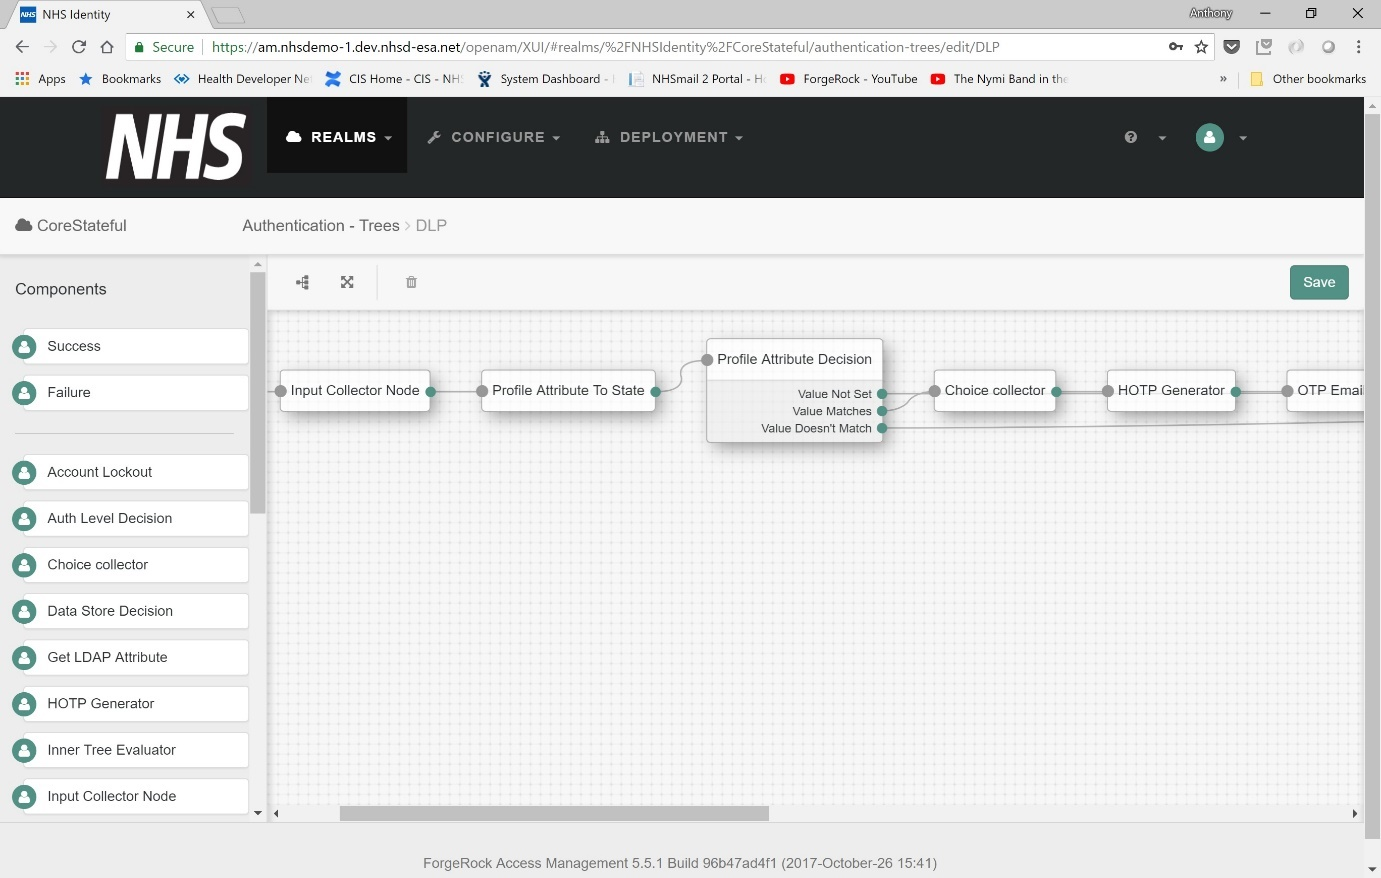 NHS NHS Identity
Anthony
Secure
https://am.nhsdemo-1.dev.nhsd-esa.net/openam/XUI/#realms/%2FNHSIdentity%2FCoreStateful/authentication-trees/edit/DLP
Apps
Bookmarks
Health Developer Ne
CIS Home - CIS - NHS
System Dashboard -
NHSmail 2 Portal - Ho
ForgeRock - YouTube
The Nymi Band in the
»
Other bookmarks
NHS
REALMS
CONFIGURE
DEPLOYMENT
CoreStateful
Authentication - Trees > DLP
Save
Components
Success
Failure
Account Lockout
Auth Level Decision
Choice collector
Data Store Decision
Get LDAP Attribute
HOTP Generator
Inner Tree Evaluator
Input Collector Node
Input Collector Node
Profile Attribute To State
Profile Attribute Decision
Value Not Set
Value Matches
Value Doesn't Match
Choice collector
HOTP Generator
OTP Email
ForgeRock Access Management 5.5.1 Build 96b47ad4f1 (2017-October-26 15:41)